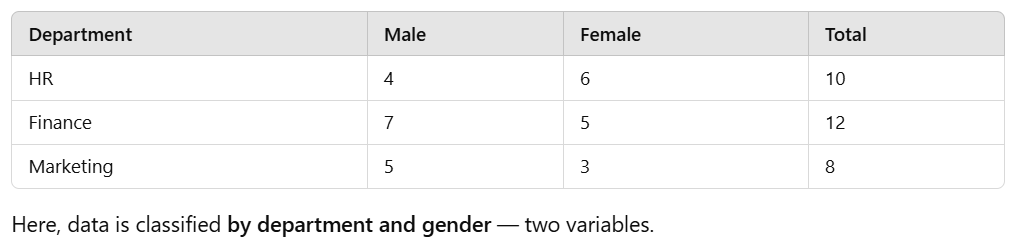 Department Male Female Total
HR 4 6 10
Finance 7 5 12
Marketing 5 3 8
Here, data is classified by department and gender — two variables.